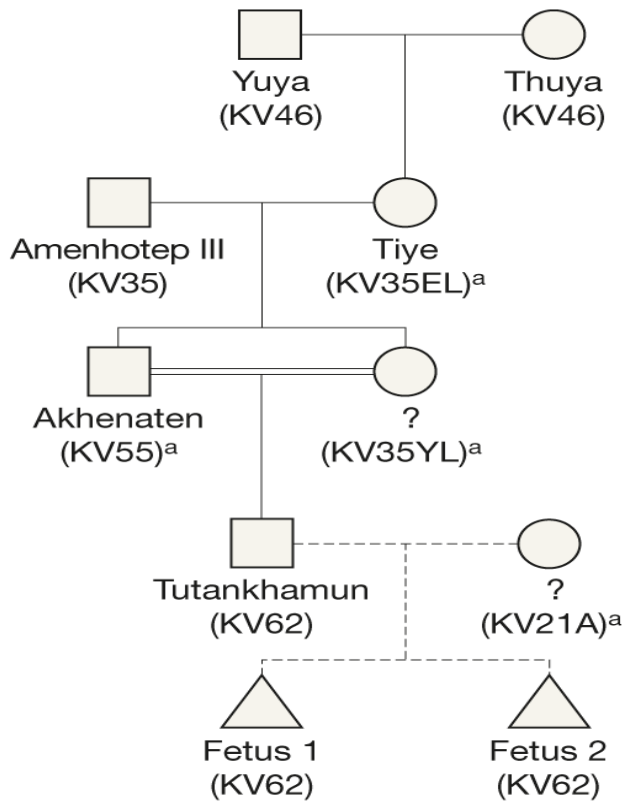 Yuya
(KV46)
Thuya
(KV46)
Amenhotep III
(KV35)
Tiye
(KV35EL)ᵃ
Akhenaten
(KV55)ᵃ
?
(KV35YL)ᵃ
Tutankhamun
(KV62)
?
(KV21A)ᵃ
Fetus 1
(KV62)
Fetus 2
(KV62)